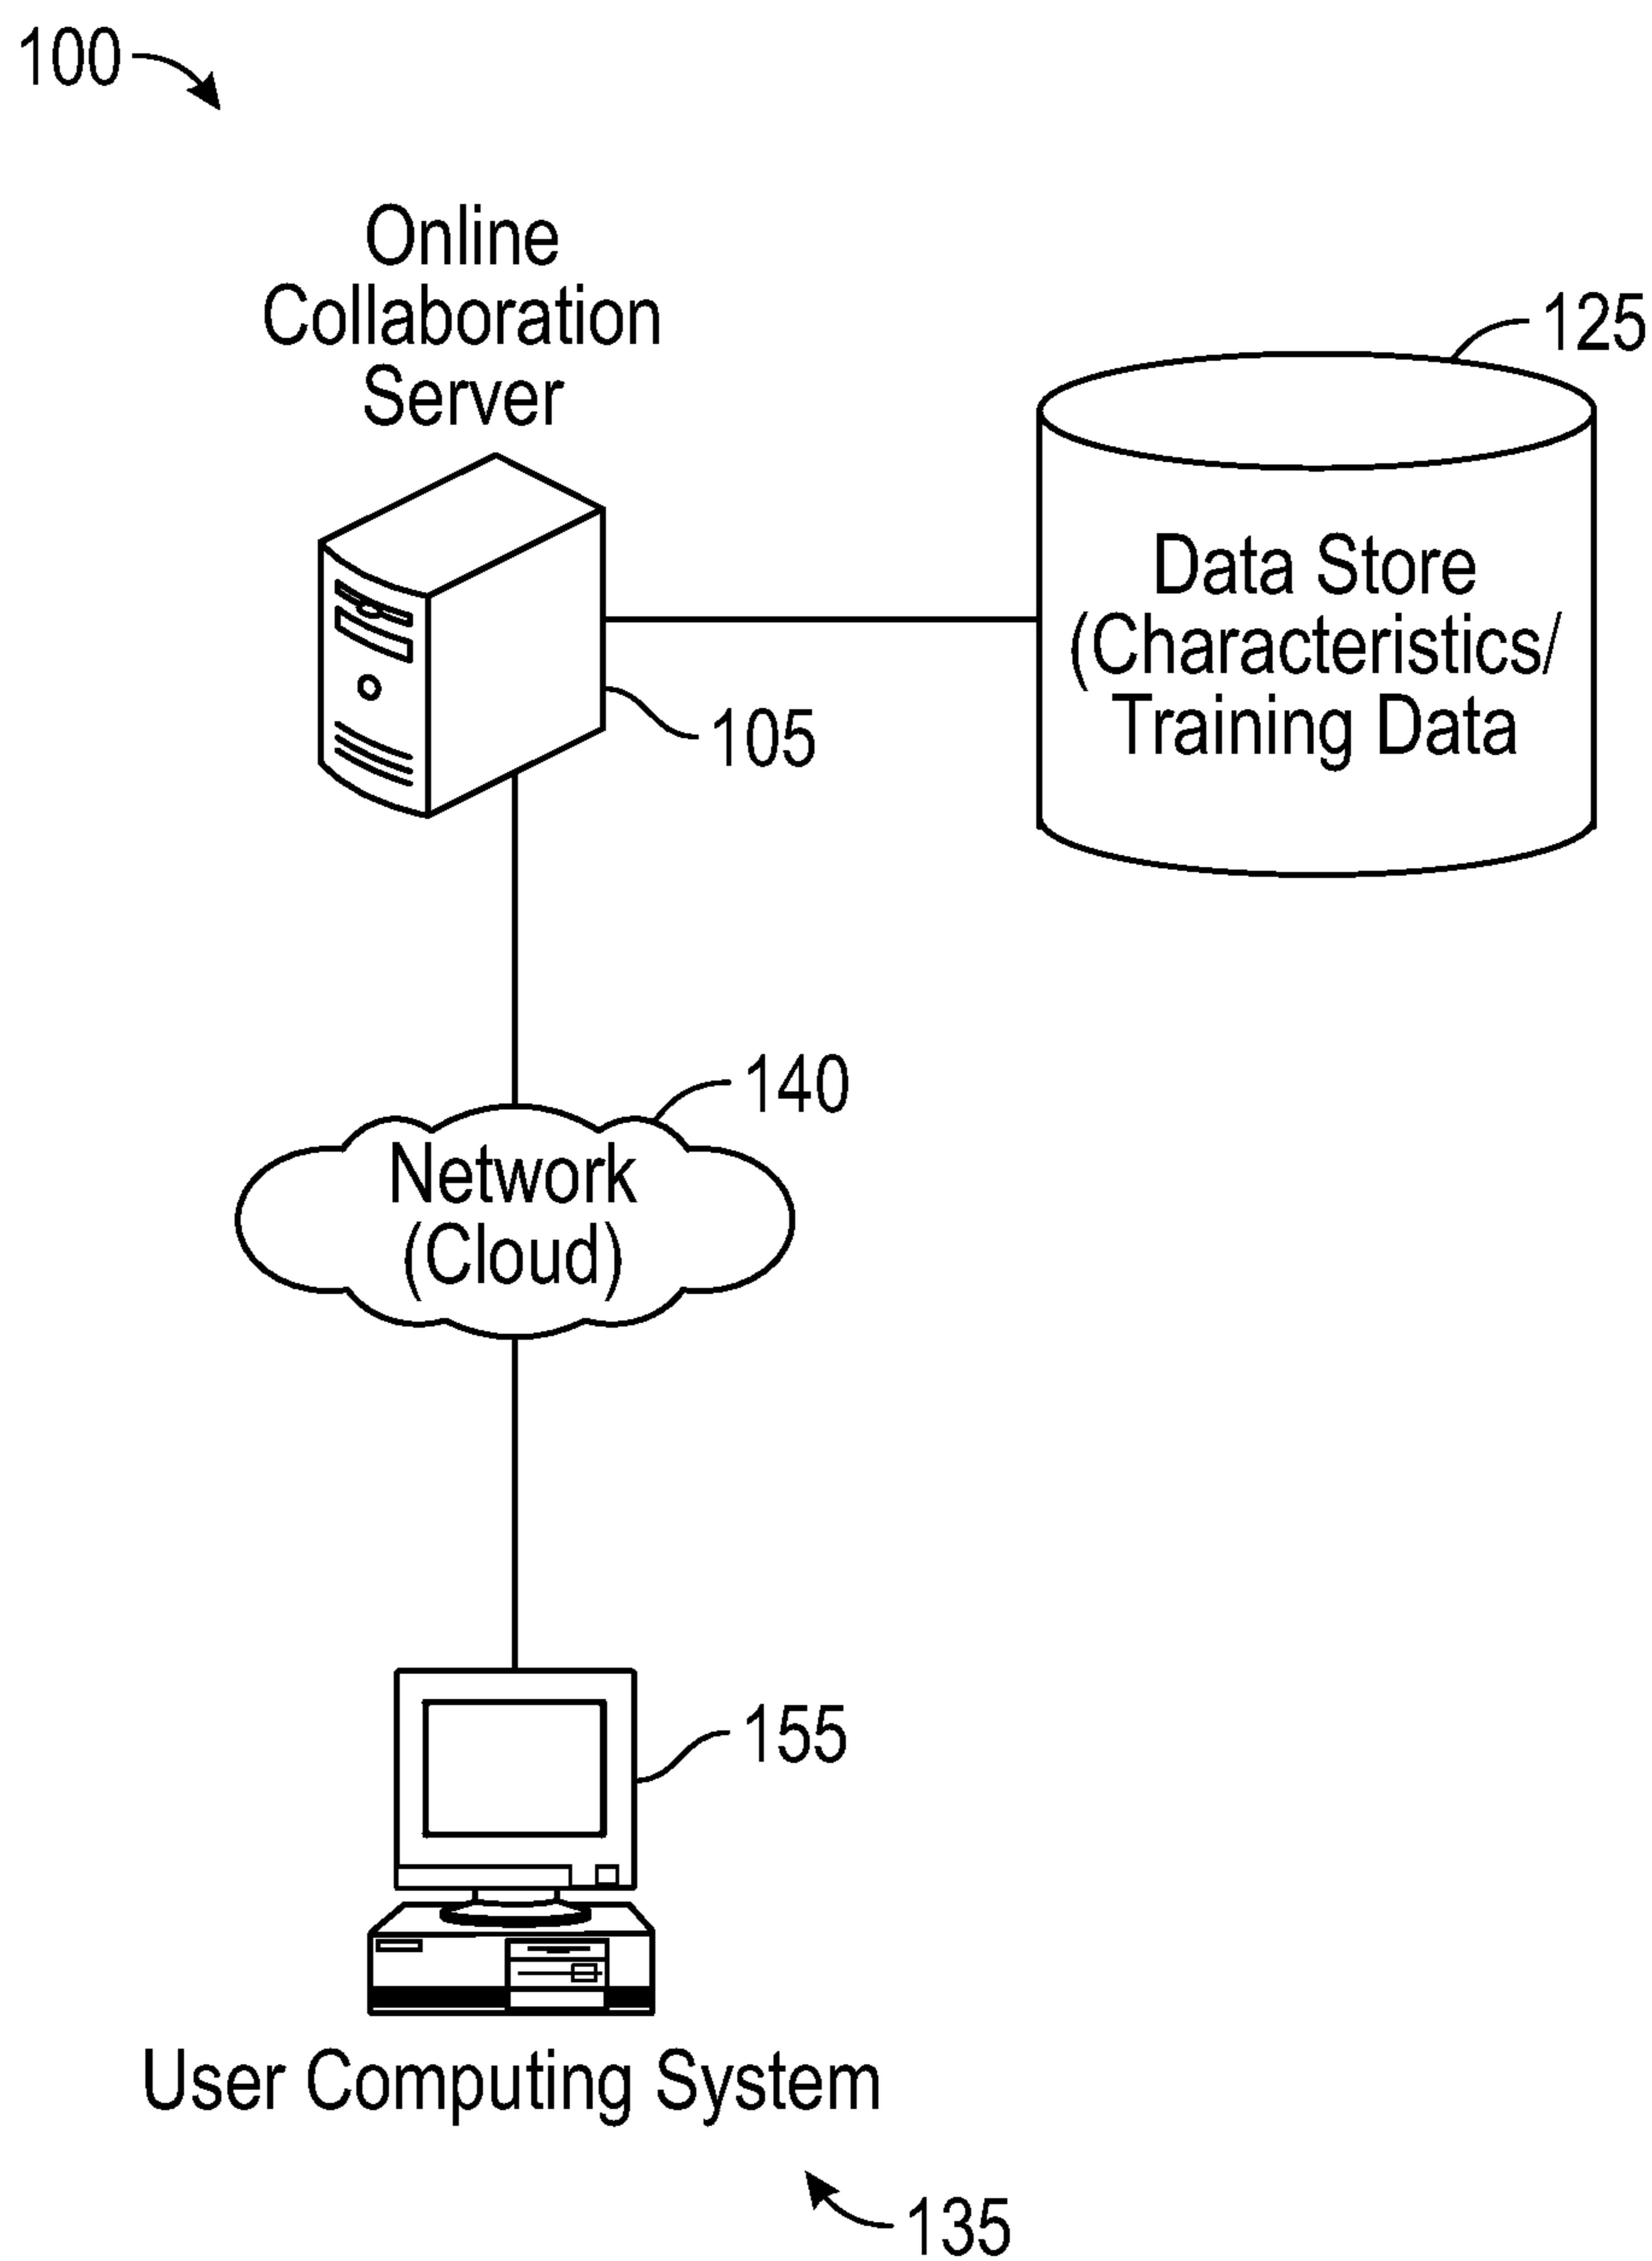 100
Online
Collaboration
Server
125
Data Store
(Characteristics/
Training Data
105
140
Network
(Cloud)
155
User Computing System
135